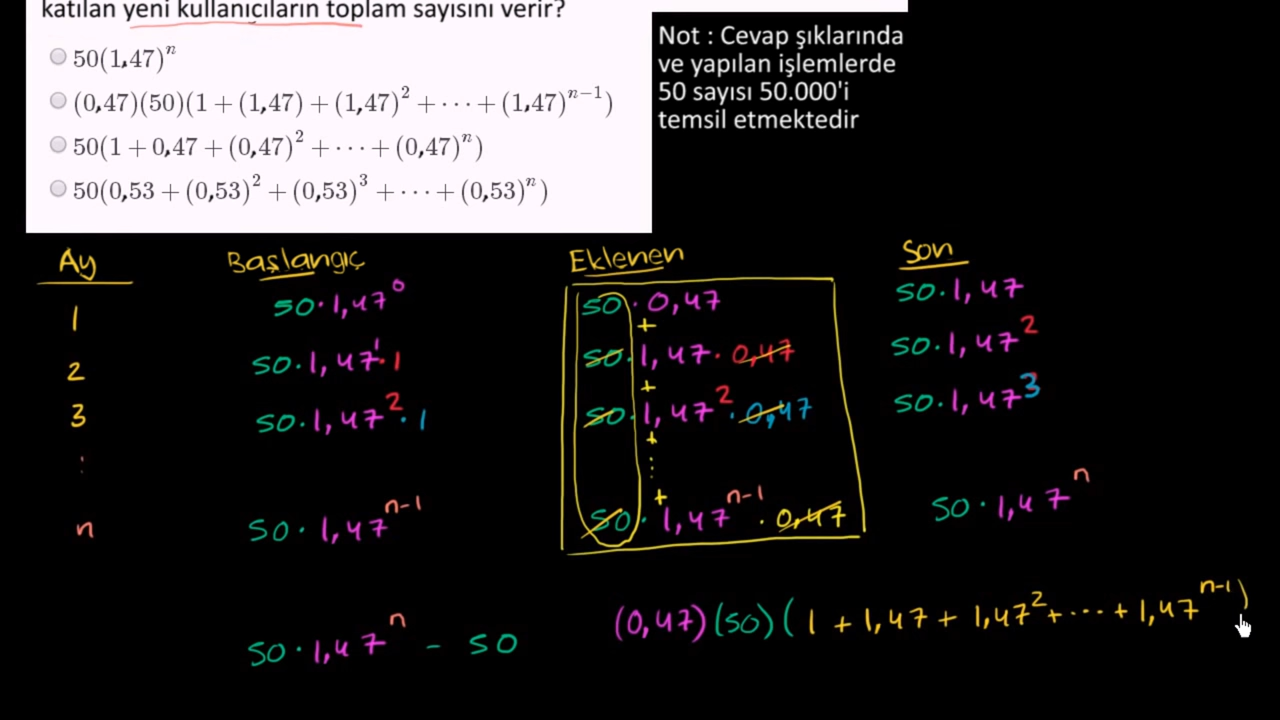 katılan yeni kullanıcıların toplam sayısını verir?
50(1,47)^n
(0,47)(50)(1 + (1,47) + (1,47)^2 + ⋯ + (1,47)^{n−1})
50(1 + 0,47 + (0,47)^2 + ⋯ + (0,47)^n)
50(0,53 + (0,53)^2 + (0,53)^3 + ⋯ + (0,53)^n)
Not : Cevap şıklarında
ve yapılan işlemlerde
50 sayısı 50.000'i
temsil etmektedir
Ay Başlangıç Eklenen Son
1 50·1,47^0 50·0,47 50·1,47
+
2 50·1,47^1·1 50·1,47·0,47 50·1,47^2
+
3 50·1,47^2·1 50·1,47^2·0,47 50·1,47^3
+
⋮ ⋮
+
n 50·1,47^{n-1} 50·1,47^{n-1}·0,47 50·1,47^n
50·1,47^n - 50 (0,47)(50)(1 + 1,47 + 1,47^2 + ⋯ + 1,47^{n-1})